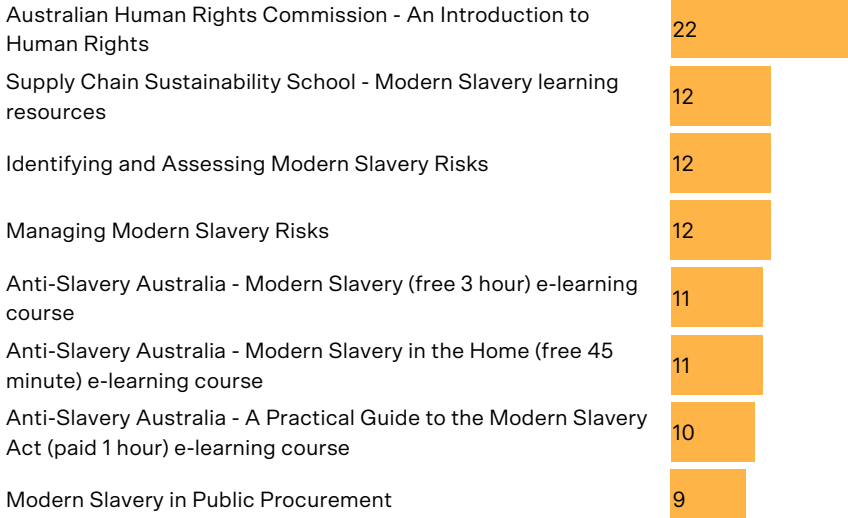 Australian Human Rights Commission - An Introduction to
Human Rights
22
Supply Chain Sustainability School - Modern Slavery learning
resources
12
Identifying and Assessing Modern Slavery Risks
12
Managing Modern Slavery Risks
12
Anti-Slavery Australia - Modern Slavery (free 3 hour) e-learning
course
11
Anti-Slavery Australia - Modern Slavery in the Home (free 45
minute) e-learning course
11
Anti-Slavery Australia - A Practical Guide to the Modern Slavery
Act (paid 1 hour) e-learning course
10
Modern Slavery in Public Procurement
9